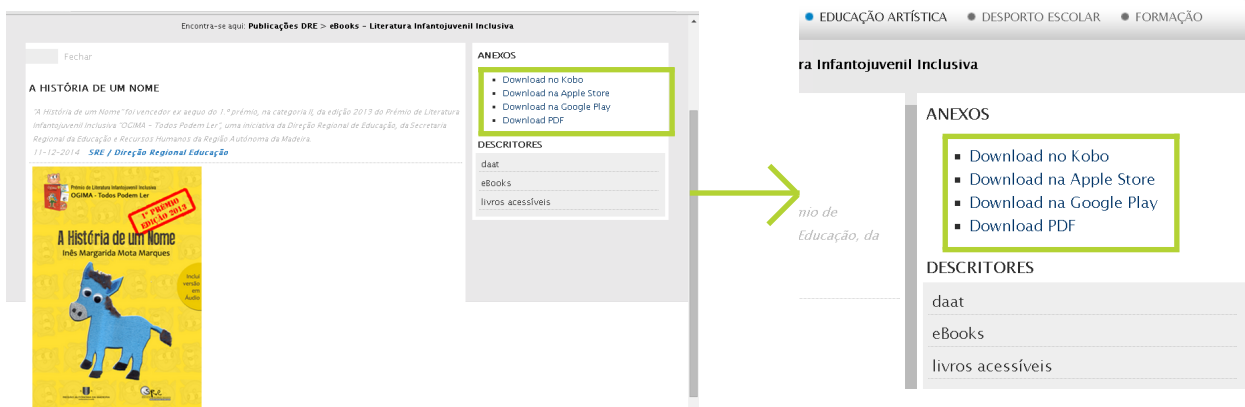 Encontra-se aqui: Publicações DRE > eBooks - Literatura Infantojuvenil Inclusiva
Fechar
A HISTÓRIA DE UM NOME
"A História de um Nome" foi vencedor ex aequo do 1.º prémio, na categoria II, da edição 2013 do Prémio de Literatura
Infantojuvenil Inclusiva "OGIMA - Todos Podem Ler", uma iniciativa da Direção Regional de Educação, da Secretaria
Regional da Educação e Recursos Humanos da Região Autónoma da Madeira.
11-12-2014 SRE / Direção Regional Educação
Prémio de Literatura Infantojuvenil Inclusiva
OGIMA - Todos Podem Ler
1º PRÉMIO
EDIÇÃO 2013
A História de um Nome
Inês Margarida Mota Marques
Inclui
versão
em
Áudio
ANEXOS
Download no Kobo
Download na Apple Store
Download na Google Play
Download PDF
DESCRITORES
daat
eBooks
livros acessíveis
EDUCAÇÃO ARTÍSTICA DESPORTO ESCOLAR FORMAÇÃO
ra Infantojuvenil Inclusiva
mio de
Educação, da
ANEXOS
Download no Kobo
Download na Apple Store
Download na Google Play
Download PDF
DESCRITORES
daat
eBooks
livros acessíveis